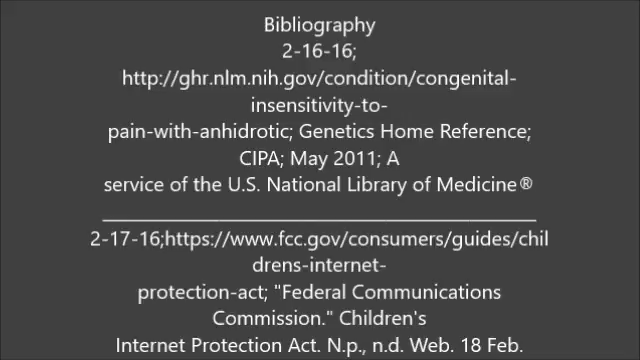 Bibliography
2-16-16;
http://ghr.nlm.nih.gov/condition/congenital-
insensitivity-to-
pain-with-anhidrotic; Genetics Home Reference;
CIPA; May 2011; A
service of the U.S. National Library of Medicine®
________________________________________
2-17-16;https://www.fcc.gov/consumers/guides/chil
drens-internet-
protection-act; "Federal Communications
Commission." Children's
Internet Protection Act. N.p., n.d. Web. 18 Feb.